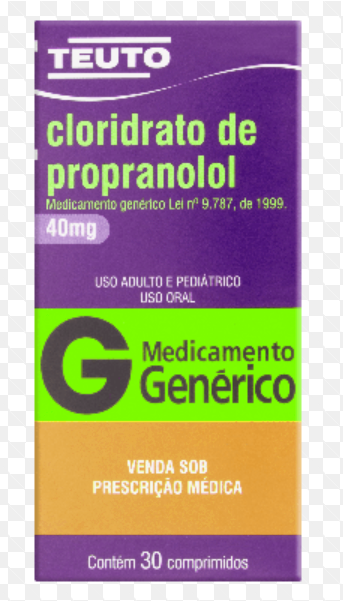 TEUTO
cloridrato de
propranolol
Medicamento genérico Lei nº 9.787, de 1999.
40mg
USO ADULTO E PEDIÁTRICO
USO ORAL
G Medicamento
Genérico
VENDA SOB
PRESCRIÇÃO MÉDICA
Contém 30 comprimidos